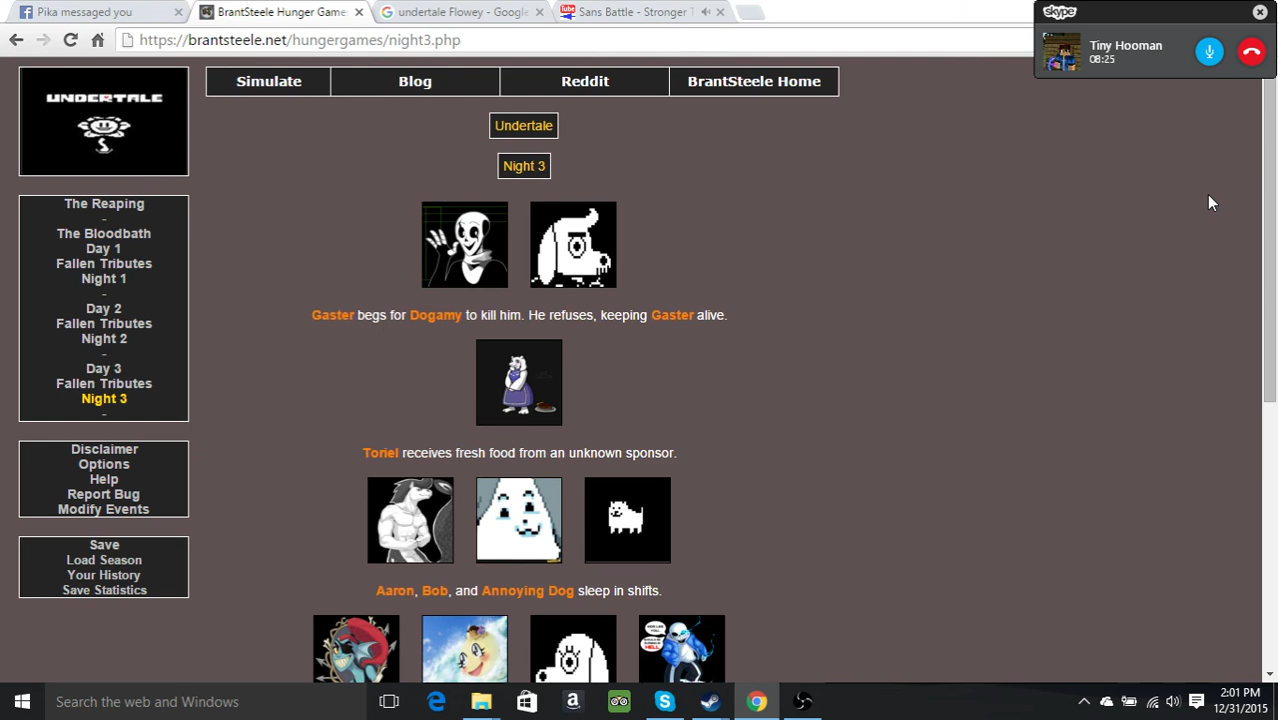 Pika messaged you
BrantSteele Hunger Game
undertale Flowey - Google
You Tube Sans Battle - Stronger T
skype
Tiny Hooman
08:25
https://brantsteele.net/hungergames/night3.php
UNDERTALE
Simulate Blog Reddit BrantSteele Home
Undertale
Night 3
The Reaping
-
The Bloodbath
Day 1
Fallen Tributes
Night 1
-
Day 2
Fallen Tributes
Night 2
-
Day 3
Fallen Tributes
Night 3
-
Disclaimer
Options
Help
Report Bug
Modify Events
Save
Load Season
Your History
Save Statistics
Gaster begs for Dogamy to kill him. He refuses, keeping Gaster alive.
Toriel receives fresh food from an unknown sponsor.
Aaron, Bob, and Annoying Dog sleep in shifts.
Search the web and Windows
2:01 PM
12/31/2015